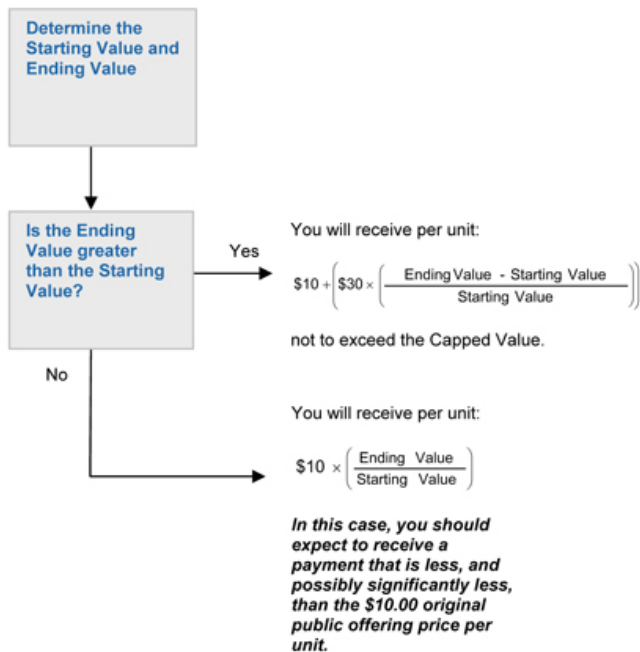 Determine the
Starting Value and
Ending Value
Is the Ending
Value greater
than the Starting
Value?
Yes
You will receive per unit:
$10 + ( $30 × ( Ending Value - Starting Value
Starting Value ) )
not to exceed the Capped Value.
No
You will receive per unit:
$10 × ( Ending Value
Starting Value )
In this case, you should
expect to receive a
payment that is less, and
possibly significantly less,
than the $10.00 original
public offering price per
unit.